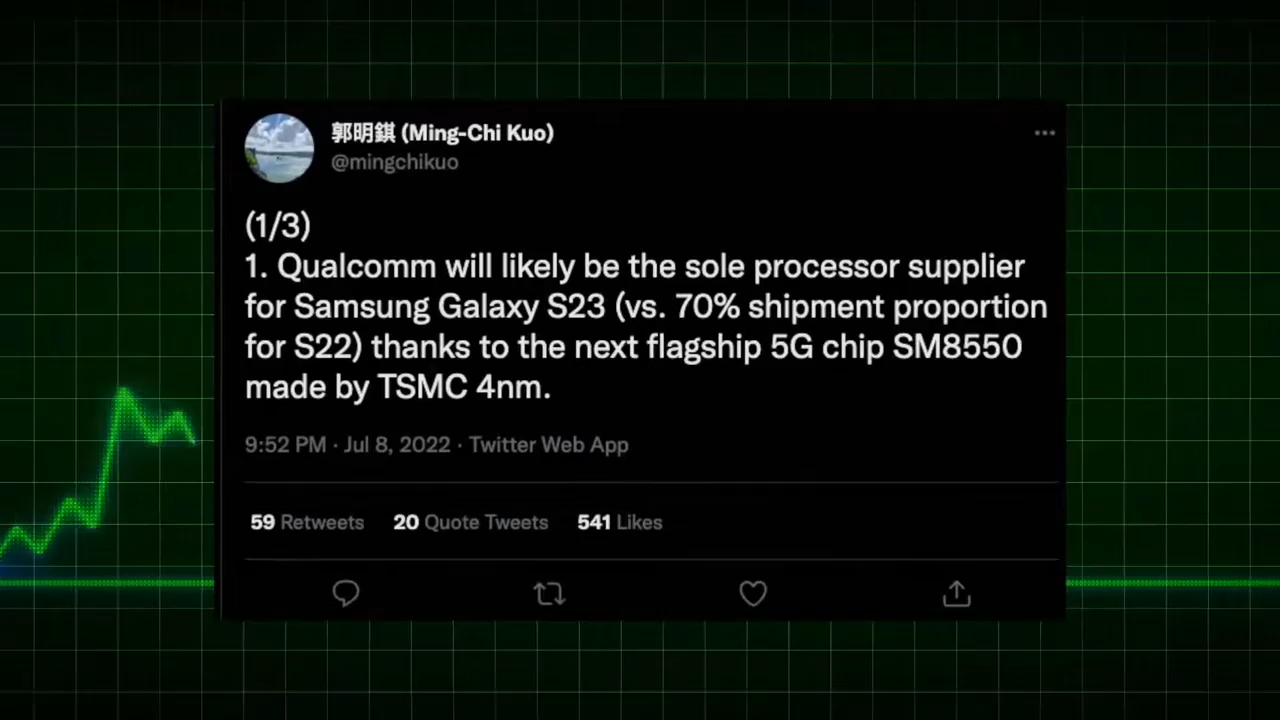 郭明錤 (Ming-Chi Kuo)
@mingchikuo
(1/3)
1. Qualcomm will likely be the sole processor supplier
for Samsung Galaxy S23 (vs. 70% shipment proportion
for S22) thanks to the next flagship 5G chip SM8550
made by TSMC 4nm.
9:52 PM · Jul 8, 2022 · Twitter Web App
59 Retweets 20 Quote Tweets 541 Likes